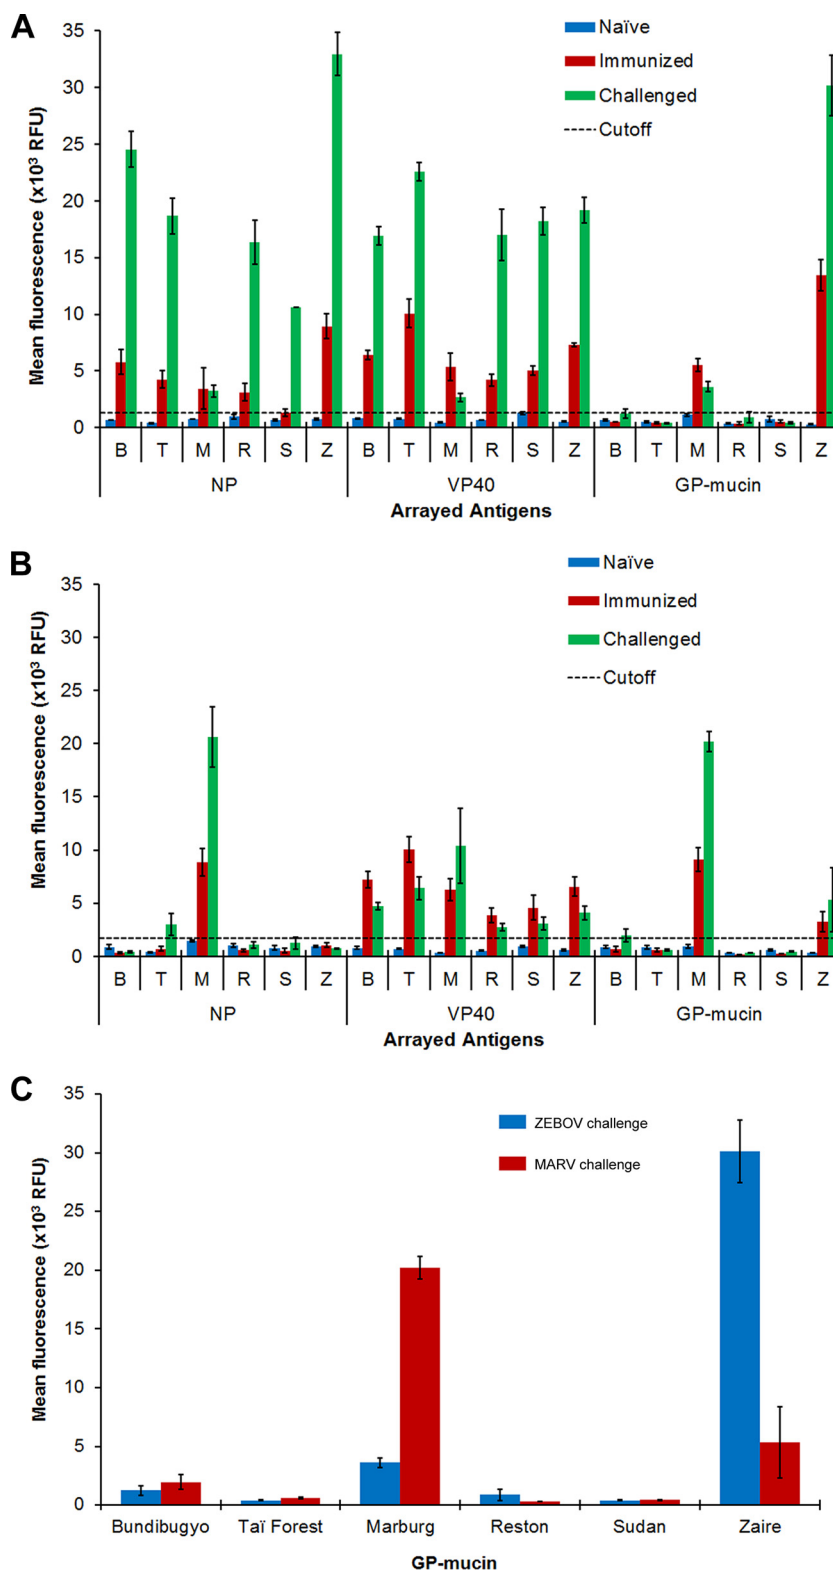 A
Mean fluorescence (x10³ RFU)
35
30
25
20
15
10
5
0
Naïve
Immunized
Challenged
Cutoff
B T M R S Z B T M R S Z B T M R S Z
NP VP40 GP-mucin
Arrayed Antigens
B
Mean fluorescence (x10³ RFU)
35
30
25
20
15
10
5
0
Naïve
Immunized
Challenged
Cutoff
B T M R S Z B T M R S Z B T M R S Z
NP VP40 GP-mucin
Arrayed Antigens
C
Mean fluorescence (x10³ RFU)
35
30
25
20
15
10
5
0
ZEBOV challenge
MARV challenge
Bundibugyo Taï Forest Marburg Reston Sudan Zaire
GP-mucin